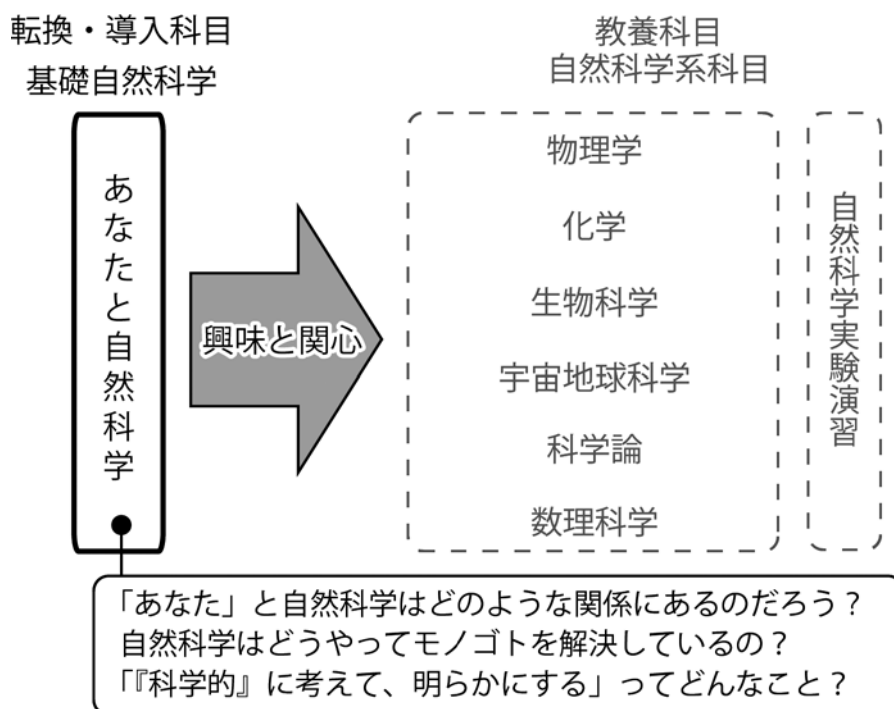 転換・導入科目
基礎自然科学
あなたと自然科学
興味と関心
教養科目
自然科学系科目
物理学
化学
生物科学
宇宙地球科学
科学論
数理科学
自然科学実験演習
「あなた」と自然科学はどのような関係にあるのだろう？
自然科学はどうやってモノゴトを解決しているの？
「『科学的』に考えて、明らかにする」ってどんなこと？